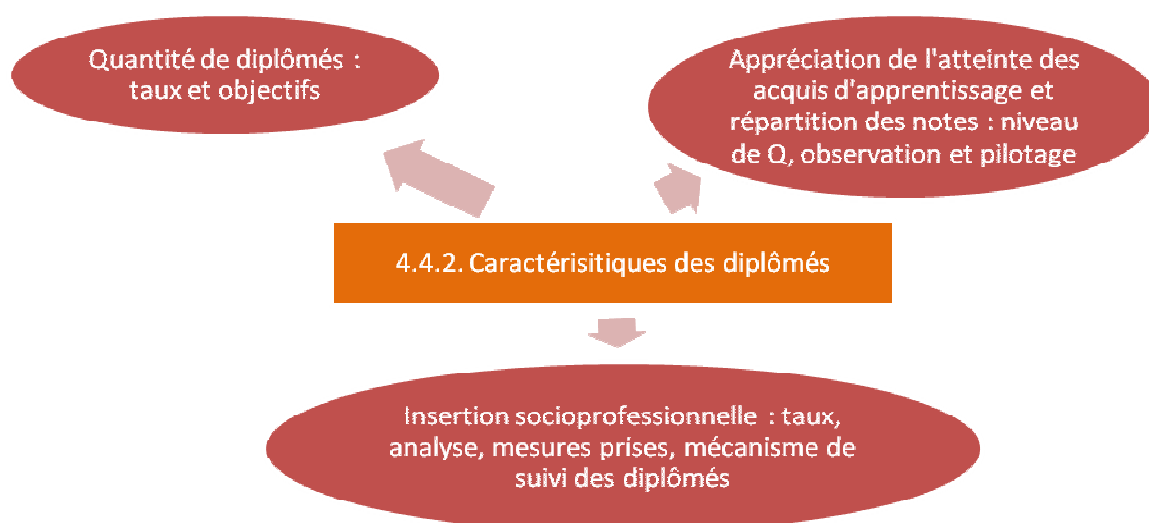 Quantité de diplômés :
taux et objectifs
Appréciation de l'atteinte des
acquis d'apprentissage et
répartition des notes : niveau
de Q, observation et pilotage
4.4.2. Caractérisitiques des diplômés
Insertion socioprofessionnelle : taux,
analyse, mesures prises, mécanisme de
suivi des diplômés